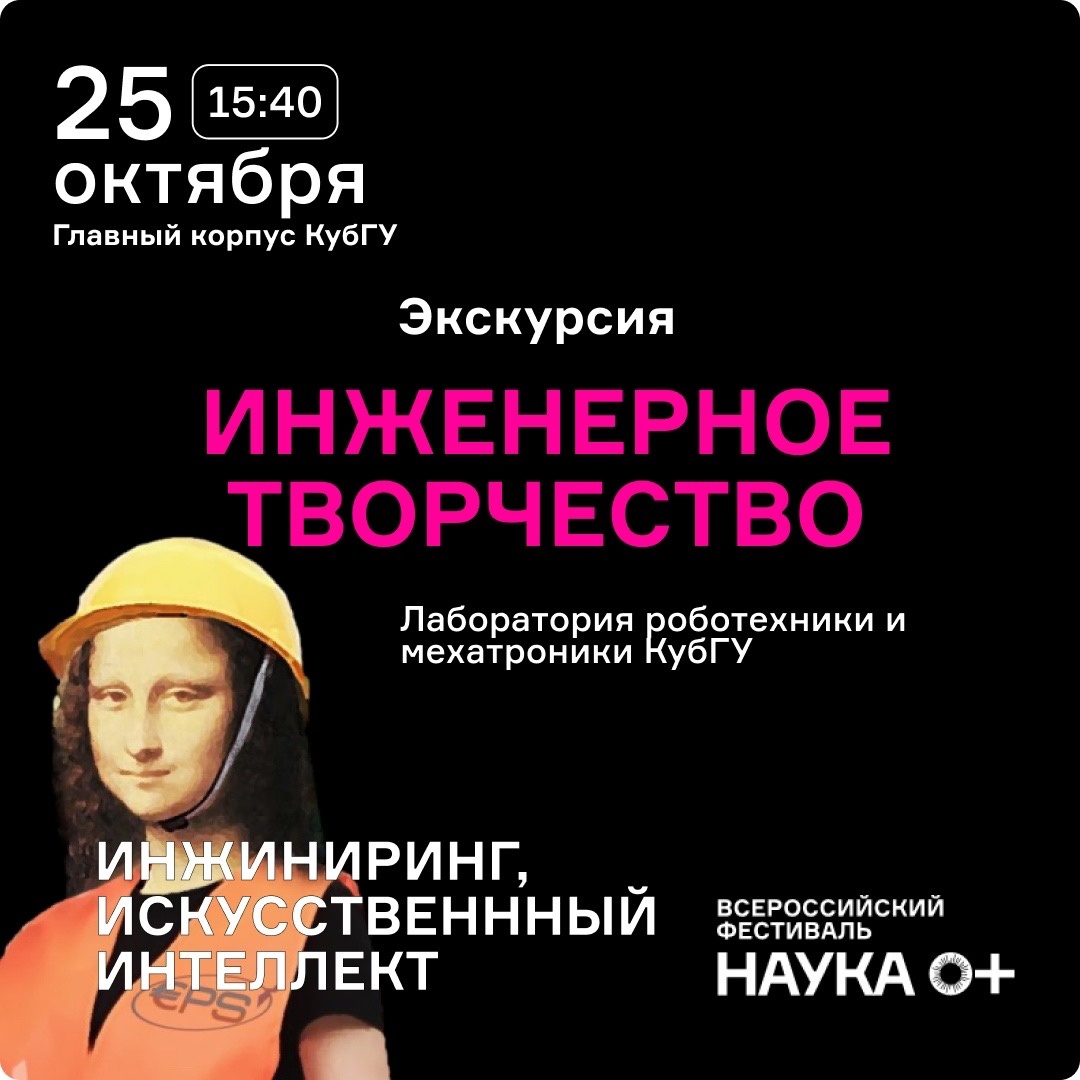 25 15:40
октября
Главный корпус КубГУ
Экскурсия
ИНЖЕНЕРНОЕ
ТВОРЧЕСТВО
Лаборатория роботехники и
мехатроники КубГУ
ИНЖИНИРИНГ,
ИСКУССТВЕНННЫЙ
ИНТЕЛЛЕКТ
EPS
ВСЕРОССИЙСКИЙ
ФЕСТИВАЛЬ
НАУКА 0+